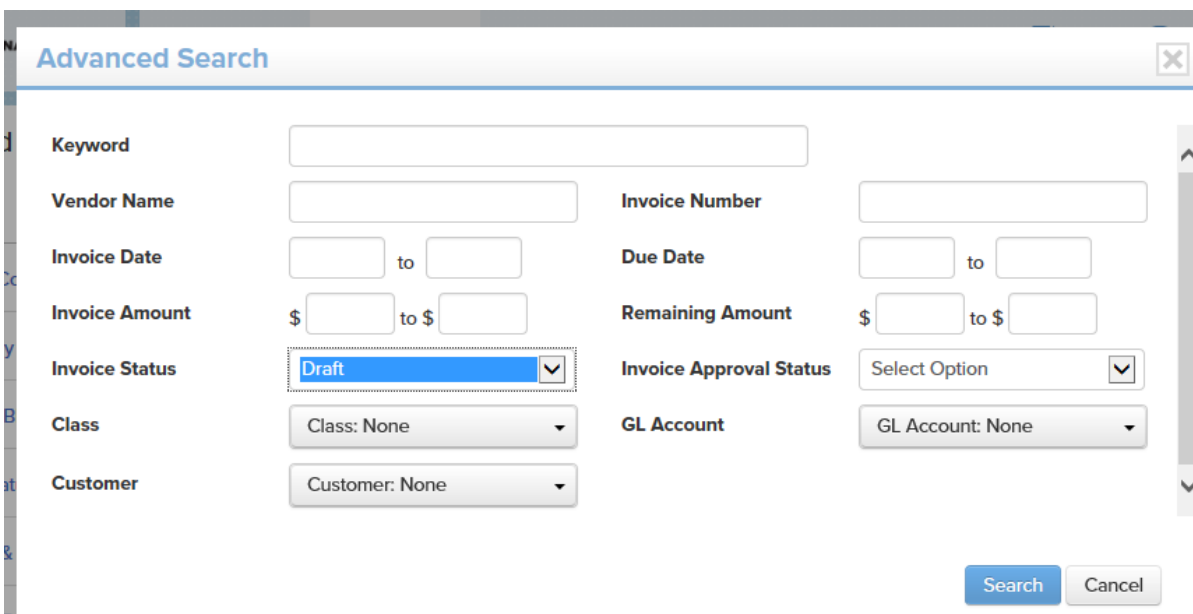 Advanced Search
Keyword
Vendor Name Invoice Number
Invoice Date to Due Date to
Invoice Amount $ to $ Remaining Amount $ to $
Invoice Status Draft Invoice Approval Status Select Option
Class Class: None GL Account GL Account: None
Customer Customer: None
Search Cancel